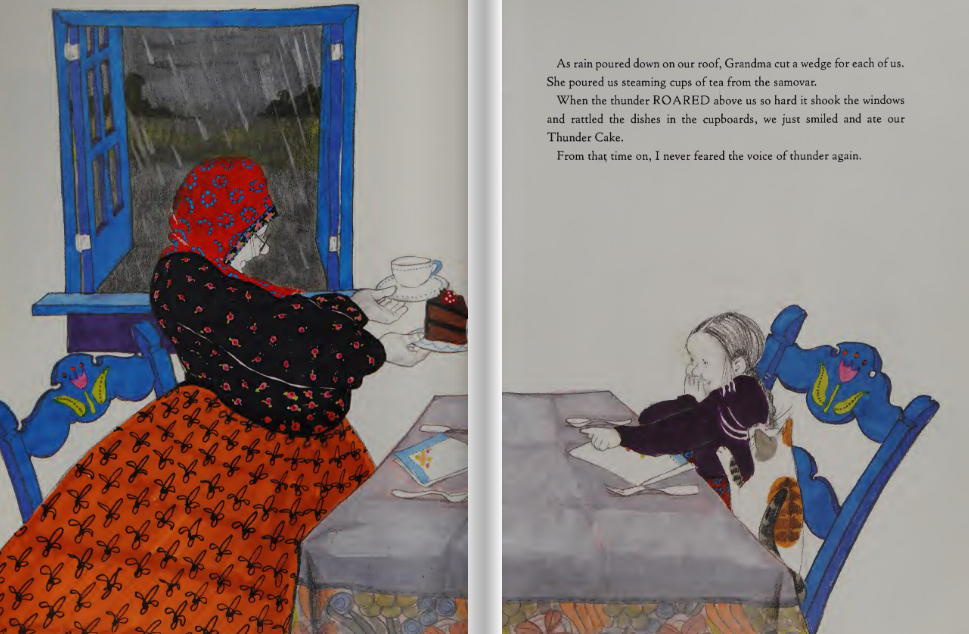 As rain poured down on our roof, Grandma cut a wedge for each of us.
She poured us steaming cups of tea from the samovar.
When the thunder ROARED above us so hard it shook the windows
and rattled the dishes in the cupboards, we just smiled and ate our
Thunder Cake.
From that time on, I never feared the voice of thunder again.